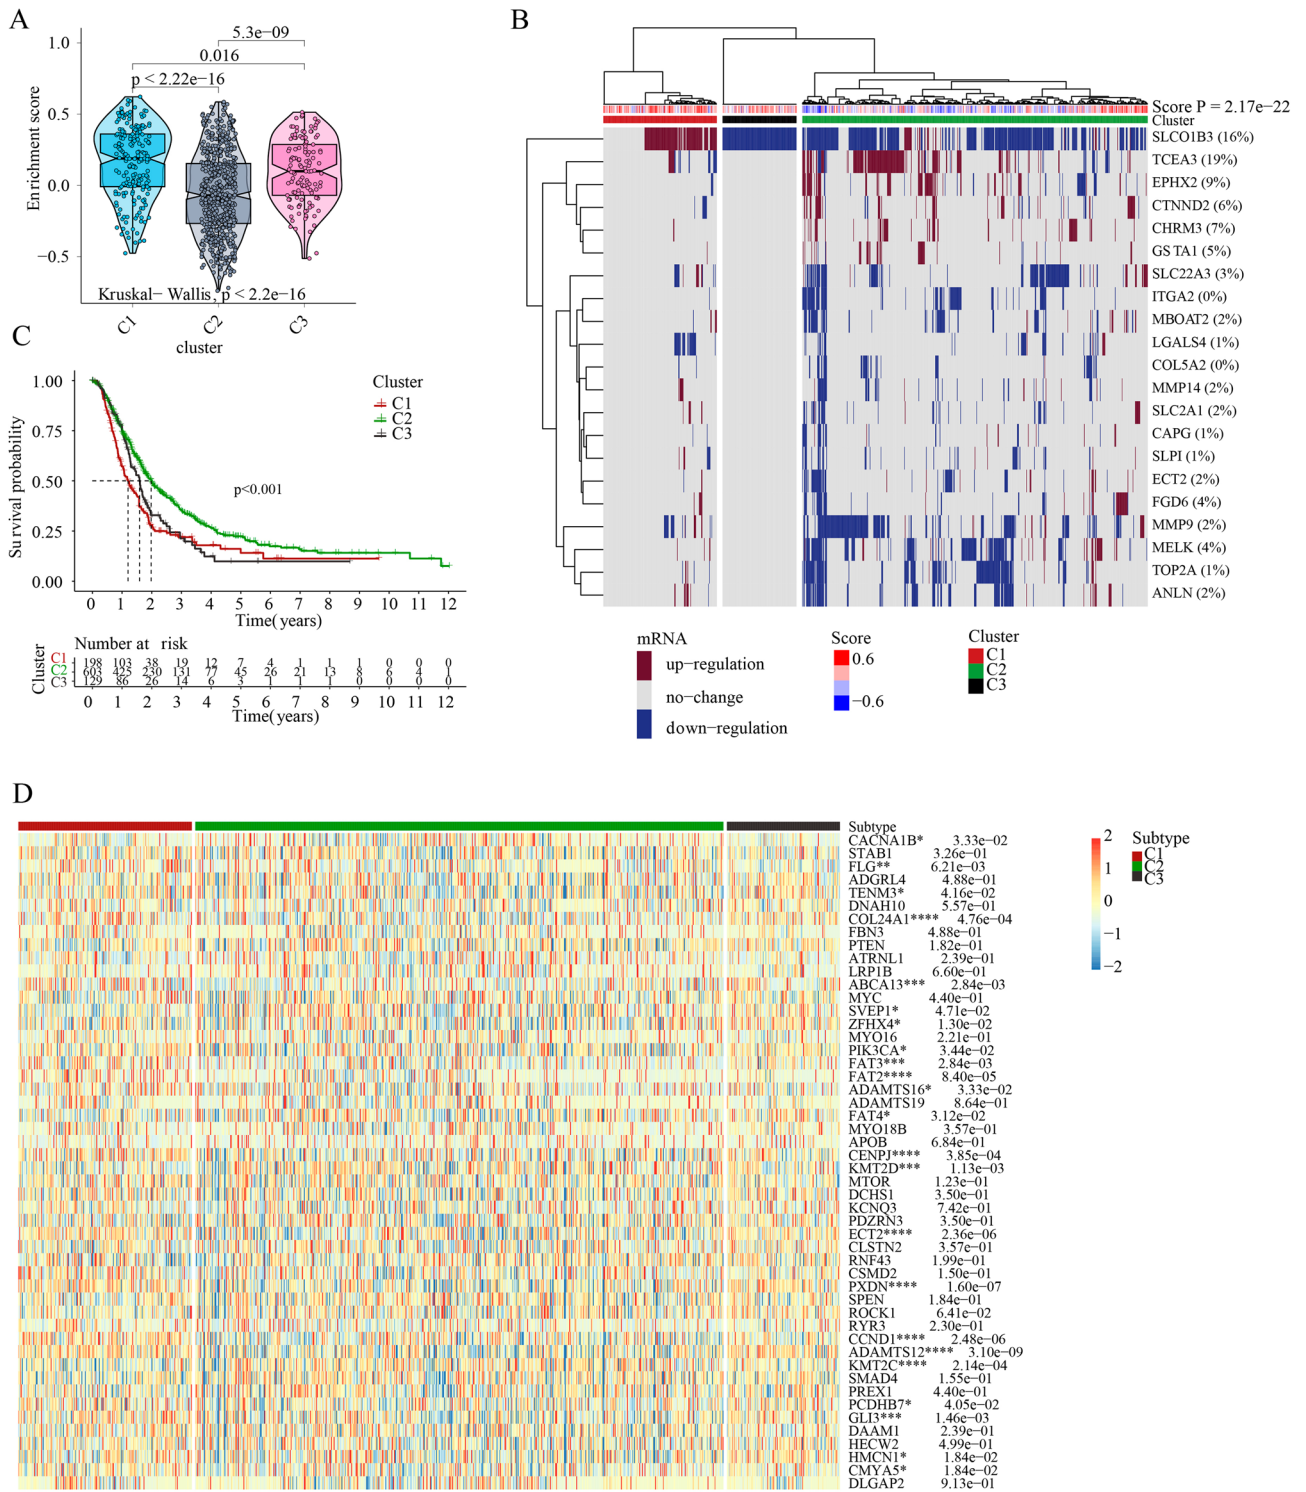 A
5.3e−09
0.016
p < 2.22e−16
1.0
0.5
0.0
−0.5
Enrichment score
Kruskal− Wallis, p < 2.2e−16
C1
C2
C3
cluster
B
Score P = 2.17e−22
Cluster
SLCO1B3 (16%)
TCEA3 (19%)
EPHX2 (9%)
CTNND2 (6%)
CHRM3 (7%)
GSTA1 (5%)
SLC22A3 (3%)
ITGA2 (0%)
MBOAT2 (2%)
LGALS4 (1%)
COL5A2 (0%)
MMP14 (2%)
SLC2A1 (2%)
CAPG (1%)
SLPI (1%)
ECT2 (2%)
FGD6 (4%)
MMP9 (2%)
MELK (4%)
TOP2A (1%)
ANLN (2%)
mRNA
up−regulation
no−change
down−regulation
Score
0.6
−0.6
Cluster
C1
C2
C3
C
Cluster
C1
C2
C3
1.00
0.75
0.50
0.25
0.00
Survival probability
p<0.001
0 1 2 3 4 5 6 7 8 9 10 11 12
Time(years)
Number at risk
Cluster
C1 198 103 38 19 12 7 4 1 1 1 0 0 0
C2 603 425 230 131 77 45 26 21 13 8 6 4 0
C3 129 86 26 14 6 3 1 1 1 0 0 0 0
0 1 2 3 4 5 6 7 8 9 10 11 12
Time(years)
D
Subtype
CACNA1B* 3.33e−02
STAB1 3.26e−01
FLG** 6.21e−03
ADGRL4 4.88e−01
TENM3* 4.16e−02
DNAH10 5.57e−01
COL24A1**** 4.76e−04
FBN3 4.88e−01
PTEN 1.82e−01
ATRNL1 2.39e−01
LRP1B 6.60e−01
ABCA13*** 2.84e−03
MYC 4.40e−01
SVEP1* 4.71e−02
ZFHX4* 1.30e−02
MYO16 2.21e−01
PIK3CA* 3.44e−02
FAT3*** 2.84e−03
FAT2**** 8.40e−05
ADAMTS16* 3.33e−02
ADAMTS19 8.64e−01
FAT4* 3.12e−02
MYO18B 3.57e−01
APOB 6.84e−01
CENPJ**** 3.85e−04
KMT2D*** 1.13e−03
MTOR 1.23e−01
DCHS1 3.50e−01
KCNQ3 7.42e−01
PDZRN3 3.50e−01
ECT2**** 2.36e−06
CLSTN2 3.57e−01
RNF43 1.99e−01
CSMD2 1.50e−01
PXDN**** 1.60e−07
SPEN 1.84e−01
ROCK1 6.41e−02
RYR3 2.30e−01
CCND1**** 2.48e−06
ADAMTS12**** 3.10e−09
KMT2C**** 2.14e−04
SMAD4 1.55e−01
PREX1 4.40e−01
PCDHB7* 4.05e−02
GLI3*** 1.46e−03
DAAM1 2.39e−01
HECW2 4.99e−01
HMCN1* 1.84e−02
CMYA5* 1.84e−02
DLGAP2 9.13e−01
2
1
0
−1
−2
Subtype
C1
C2
C3